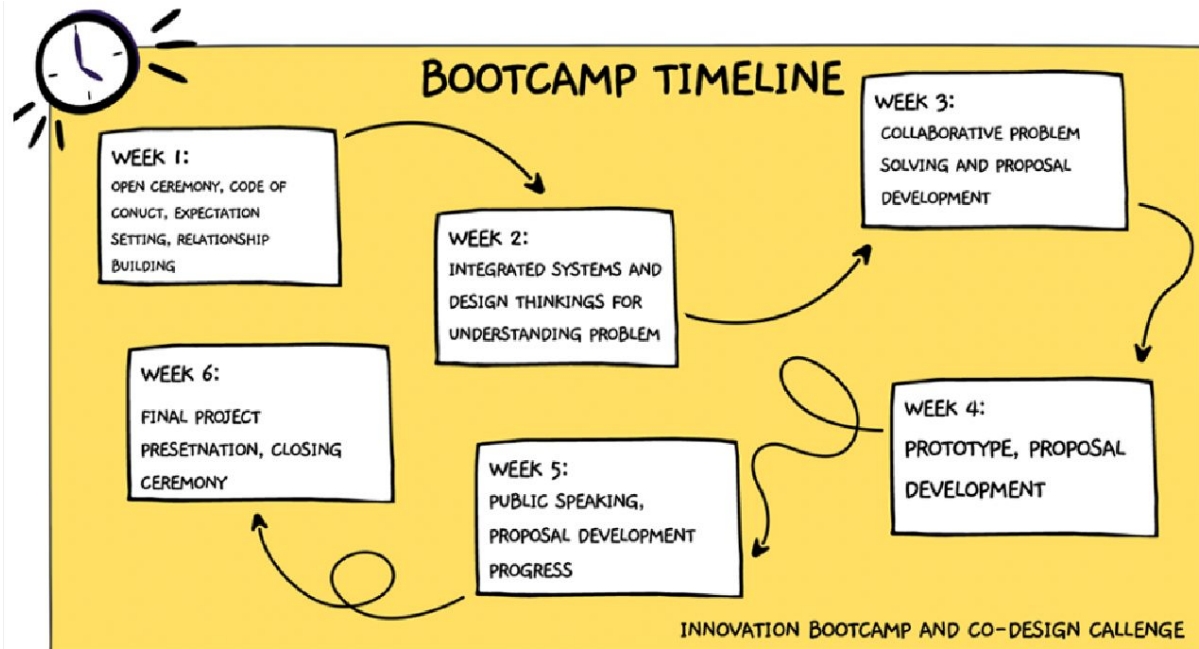 BOOTCAMP TIMELINE
WEEK 1:
OPEN CEREMONY, CODE OF
CONUCT, EXPECTATION
SETTING, RELATIONSHIP
BUILDING
WEEK 2:
INTEGRATED SYSTEMS AND
DESIGN THINKINGS FOR
UNDERSTANDING PROBLEM
WEEK 3:
COLLABORATIVE PROBLEM
SOLVING AND PROPOSAL
DEVELOPMENT
WEEK 4:
PROTOTYPE, PROPOSAL
DEVELOPMENT
WEEK 5:
PUBLIC SPEAKING,
PROPOSAL DEVELOPMENT
PROGRESS
WEEK 6:
FINAL PROJECT
PRESETNATION, CLOSING
CEREMONY
INNOVATION BOOTCAMP AND CO-DESIGN CALLENGE